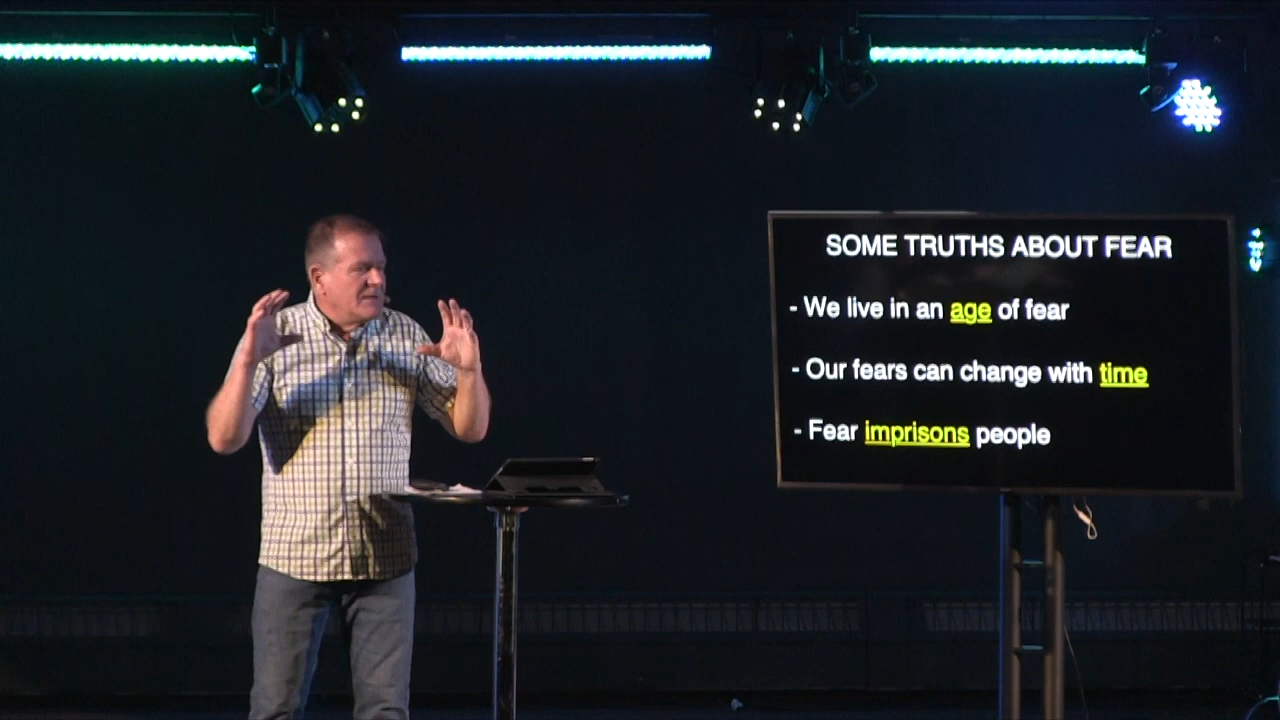 SOME TRUTHS ABOUT FEAR
- We live in an age of fear
- Our fears can change with time
- Fear imprisons people